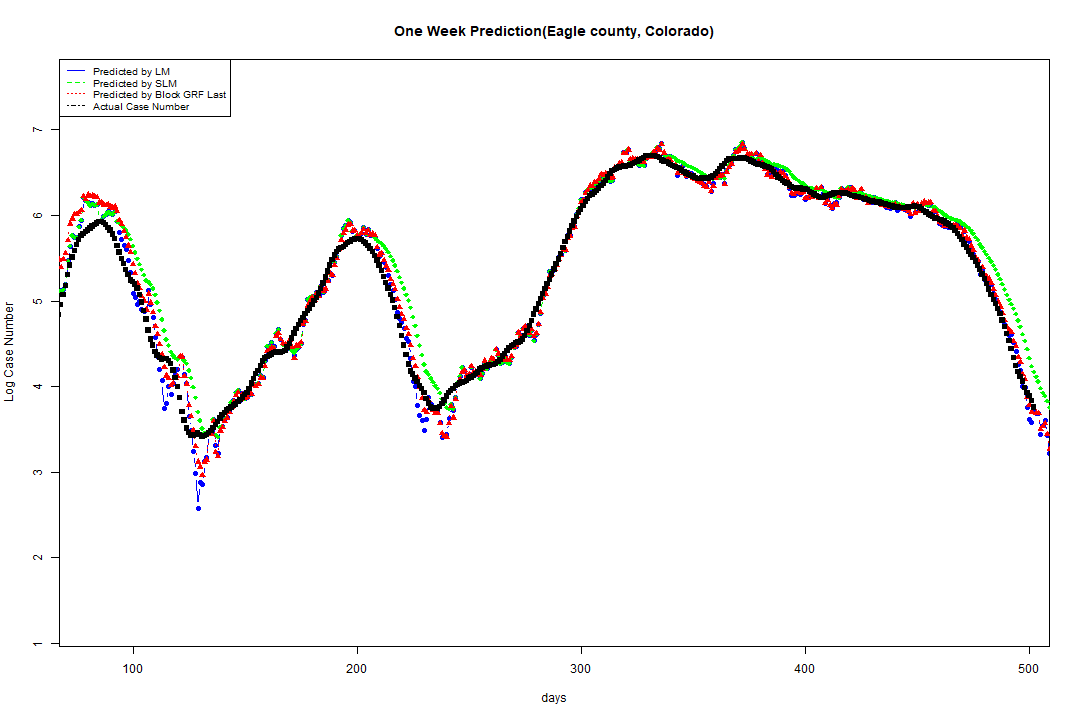 One Week Prediction(Eagle county, Colorado)
Predicted by LM
Predicted by SLM
Predicted by Block GRF Last
Actual Case Number
7
6
5
4
3
2
1
Log Case Number
100 200 300 400 500
days